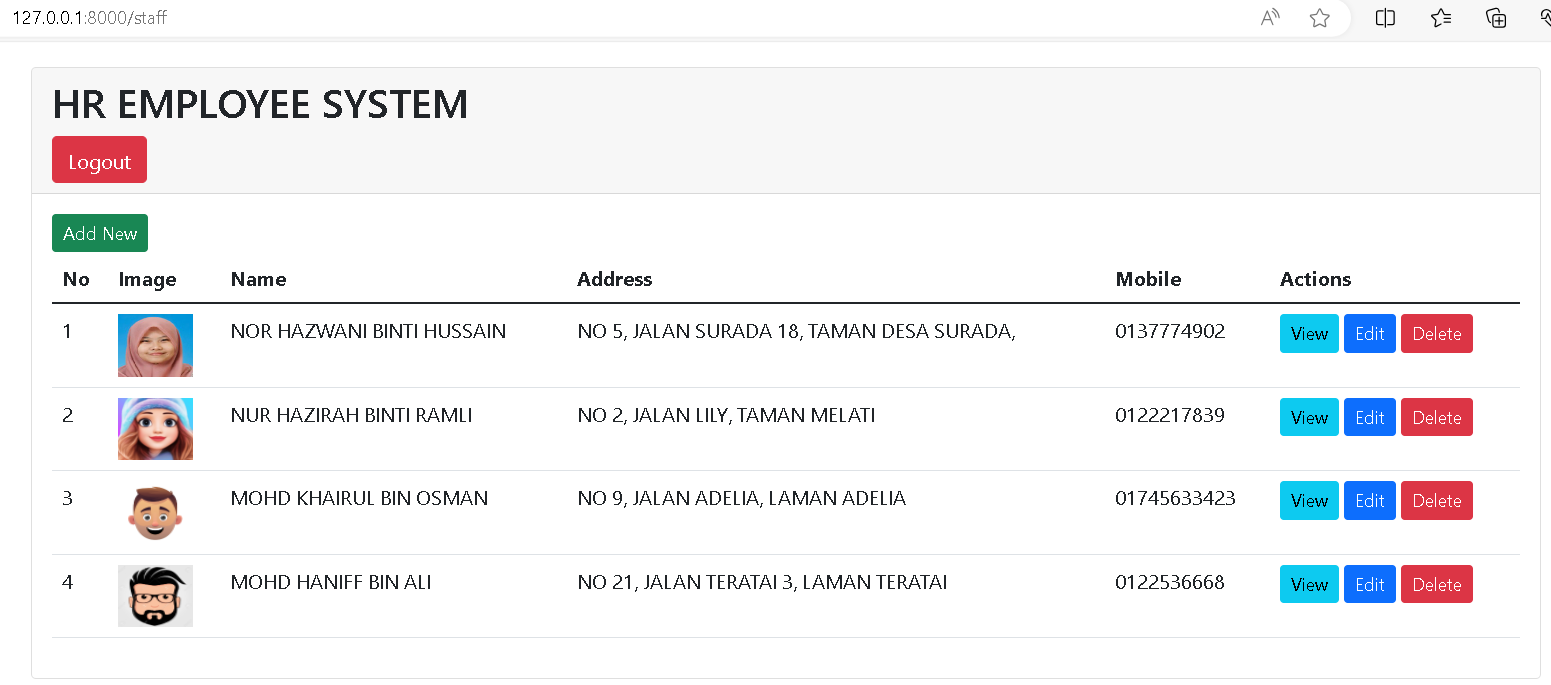 127.0.0.1:8000/staff
HR EMPLOYEE SYSTEM
Logout
Add New
No Image Name Address Mobile Actions
1 NOR HAZWANI BINTI HUSSAIN NO 5, JALAN SURADA 18, TAMAN DESA SURADA, 0137774902 View Edit Delete
2 NUR HAZIRAH BINTI RAMLI NO 2, JALAN LILY, TAMAN MELATI 0122217839 View Edit Delete
3 MOHD KHAIRUL BIN OSMAN NO 9, JALAN ADELIA, LAMAN ADELIA 01745633423 View Edit Delete
4 MOHD HANIFF BIN ALI NO 21, JALAN TERATAI 3, LAMAN TERATAI 0122536668 View Edit Delete